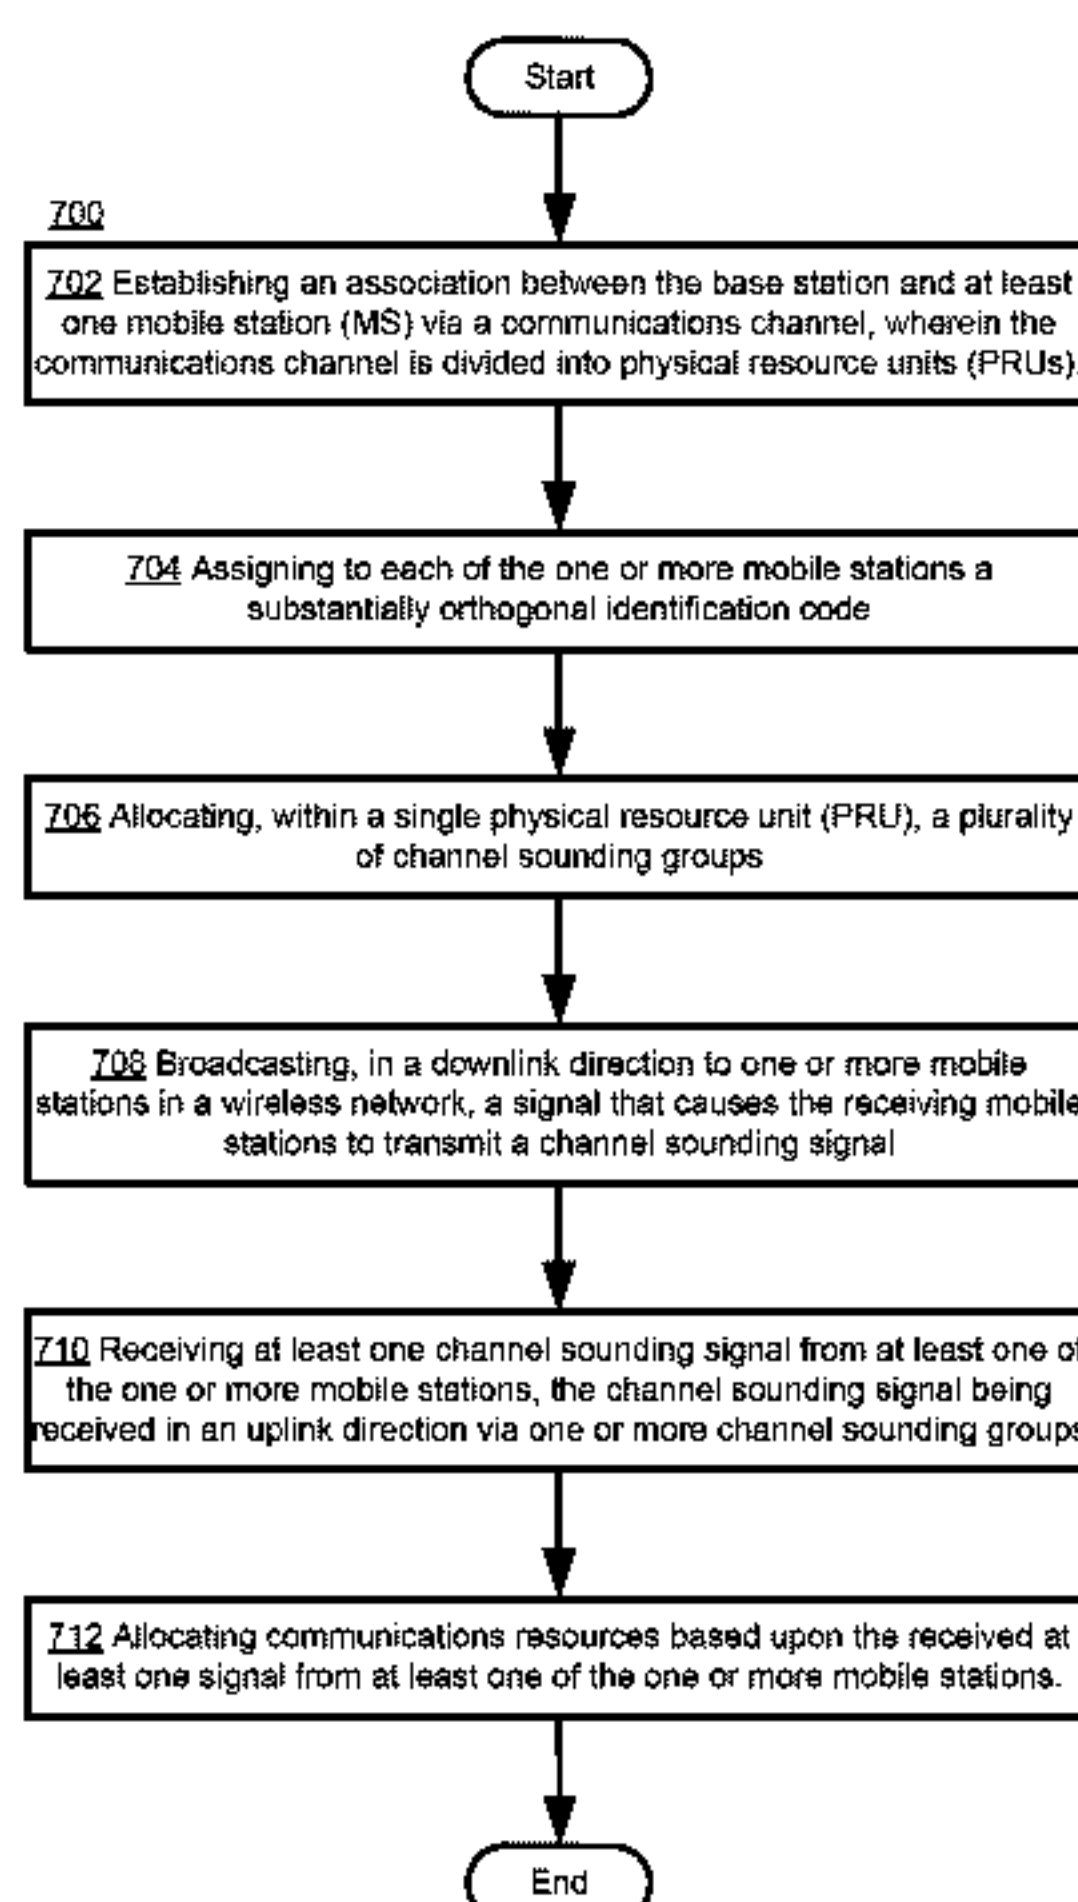 Start
700
702 Establishing an association between the base station and at least
one mobile station (MS) via a communications channel, wherein the
communications channel is divided into physical resource units (PRUs).
704 Assigning to each of the one or more mobile stations a
substantially orthogonal identification code
706 Allocating, within a single physical resource unit (PRU), a plurality
of channel sounding groups
708 Broadcasting, in a downlink direction to one or more mobile
stations in a wireless network, a signal that causes the receiving mobile
stations to transmit a channel sounding signal
710 Receiving at least one channel sounding signal from at least one of
the one or more mobile stations, the channel sounding signal being
received in an uplink direction via one or more channel sounding groups
712 Allocating communications resources based upon the received at
least one signal from at least one of the one or more mobile stations.
End